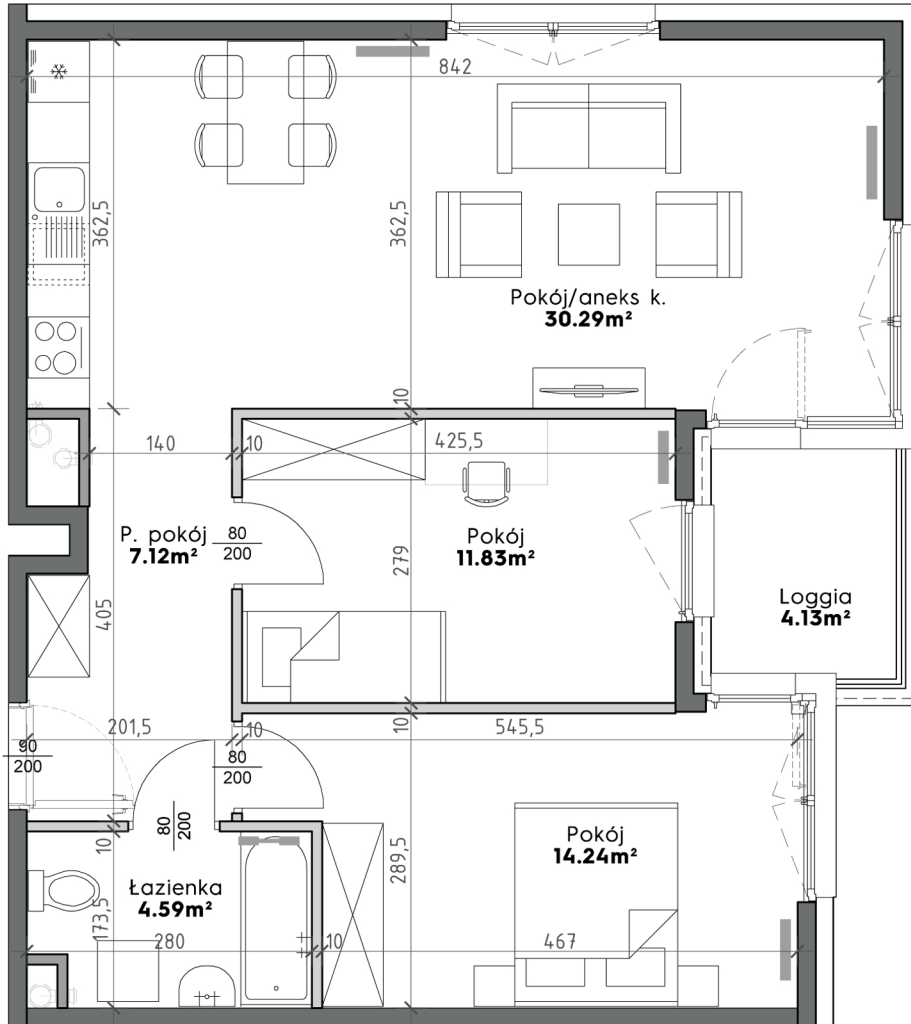 842
362,5
362,5
Pokój/aneks k.
30.29m²
10
140
10
425,5
P. pokój
7.12m²
80
200
Pokój
11.83m²
279
405
Loggia
4.13m²
201,5
10
10
545,5
90
200
80
200
80
200
Pokój
14.24m²
10
289,5
Łazienka
4.59m²
173,5
280
10
467